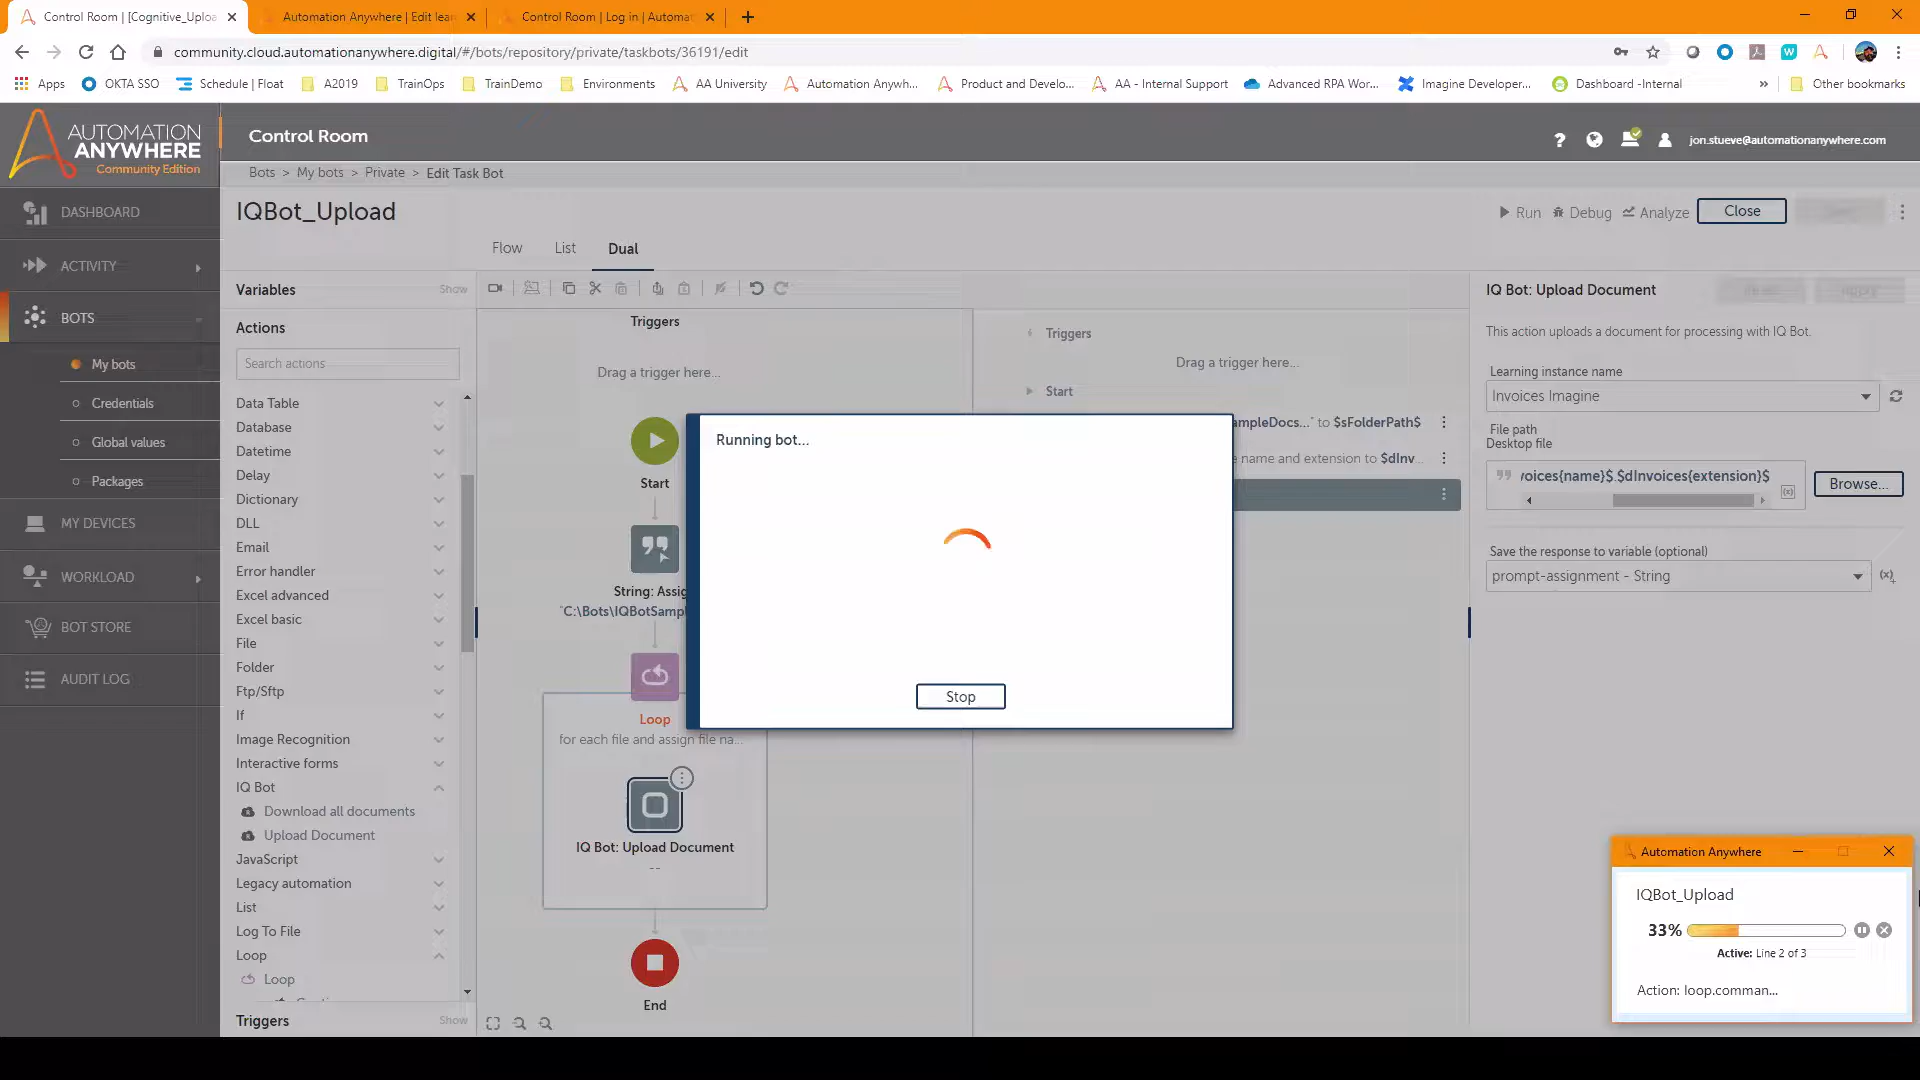 Control Room | [Cognitive_Uploa
Automation Anywhere | Edit lea
Control Room | Log in | Automat
community.cloud.automationanywhere.digital/#/bots/repository/private/taskbots/36191/edit
Apps
OKTA SSO
Schedule | Float
A2019
TrainOps
TrainDemo
Environments
AA University
Automation Anywh...
Product and Develo...
AA - Internal Support
Advanced RPA Wor...
Imagine Developer...
Dashboard -Internal
»
Other bookmarks
AUTOMATION
ANYWHERE
Community Edition
Control Room
jon.stueve@automationanywhere.com
Bots > My bots > Private > Edit Task Bot
IQBot_Upload
Run
Debug
Analyze
Close
DASHBOARD
ACTIVITY
BOTS
My bots
Credentials
Global values
Packages
MY DEVICES
WORKLOAD
BOT STORE
AUDIT LOG
Flow
List
Dual
Variables
Show
Actions
Search actions
Data Table
Database
Datetime
Delay
Dictionary
DLL
Email
Error handler
Excel advanced
Excel basic
File
Folder
Ftp/Sftp
If
Image Recognition
Interactive forms
IQ Bot
Download all documents
Upload Document
JavaScript
Legacy automation
List
Log To File
Loop
Loop
Triggers
Show
Triggers
Drag a trigger here...
Start
String: Assig
"C:\Bots\IQBotSampl
Loop
for each file and assign file na...
IQ Bot: Upload Document
--
End
Triggers
Drag a trigger here...
Start
ampleDocs..." to $sFolderPath$
e name and extension to $dInv...
Running bot...
Stop
IQ Bot: Upload Document
This action uploads a document for processing with IQ Bot.
Learning instance name
Invoices Imagine
File path
Desktop file
voices{name}$.$dInvoices{extension}$
(x)
Browse...
Save the response to variable (optional)
prompt-assignment - String
(x)
Automation Anywhere
IQBot_Upload
33%
Active: Line 2 of 3
Action: loop.comman...